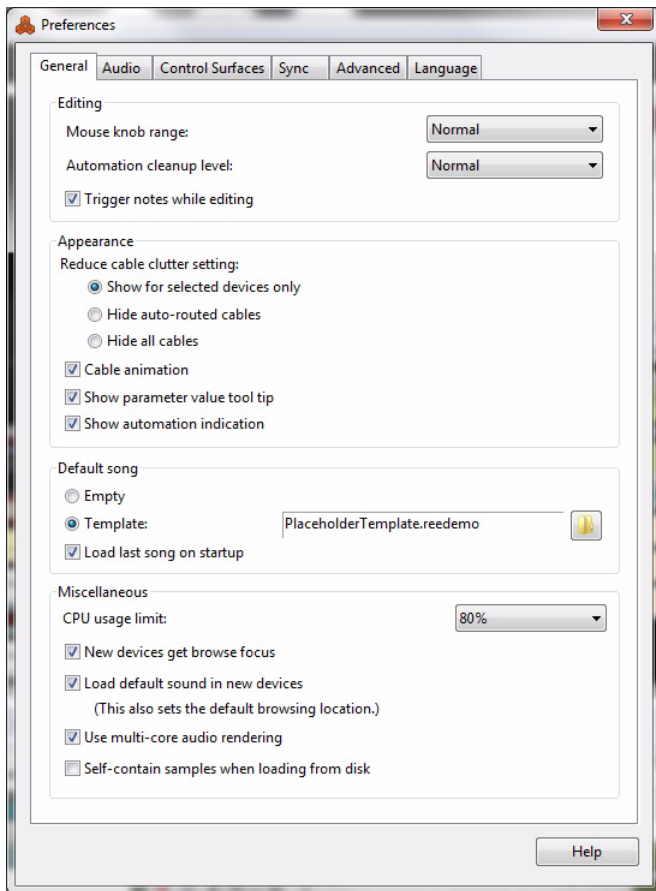 Preferences
General Audio Control Surfaces Sync Advanced Language
Editing
Mouse knob range: Normal
Automation cleanup level: Normal
Trigger notes while editing
Appearance
Reduce cable clutter setting:
Show for selected devices only
Hide auto-routed cables
Hide all cables
Cable animation
Show parameter value tool tip
Show automation indication
Default song
Empty
Template: PlaceholderTemplate.reedemo
Load last song on startup
Miscellaneous
CPU usage limit: 80%
New devices get browse focus
Load default sound in new devices
(This also sets the default browsing location.)
Use multi-core audio rendering
Self-contain samples when loading from disk
Help